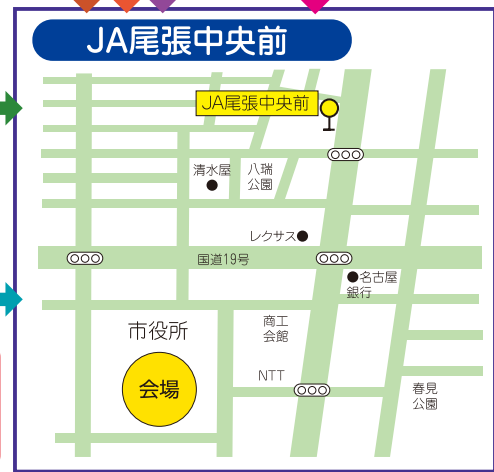 JA尾張中央前
JA尾張中央前
清水屋
八瑞
公園
レクサス
国道19号
名古屋
銀行
市役所
商工
会館
会場
NTT
春見
公園